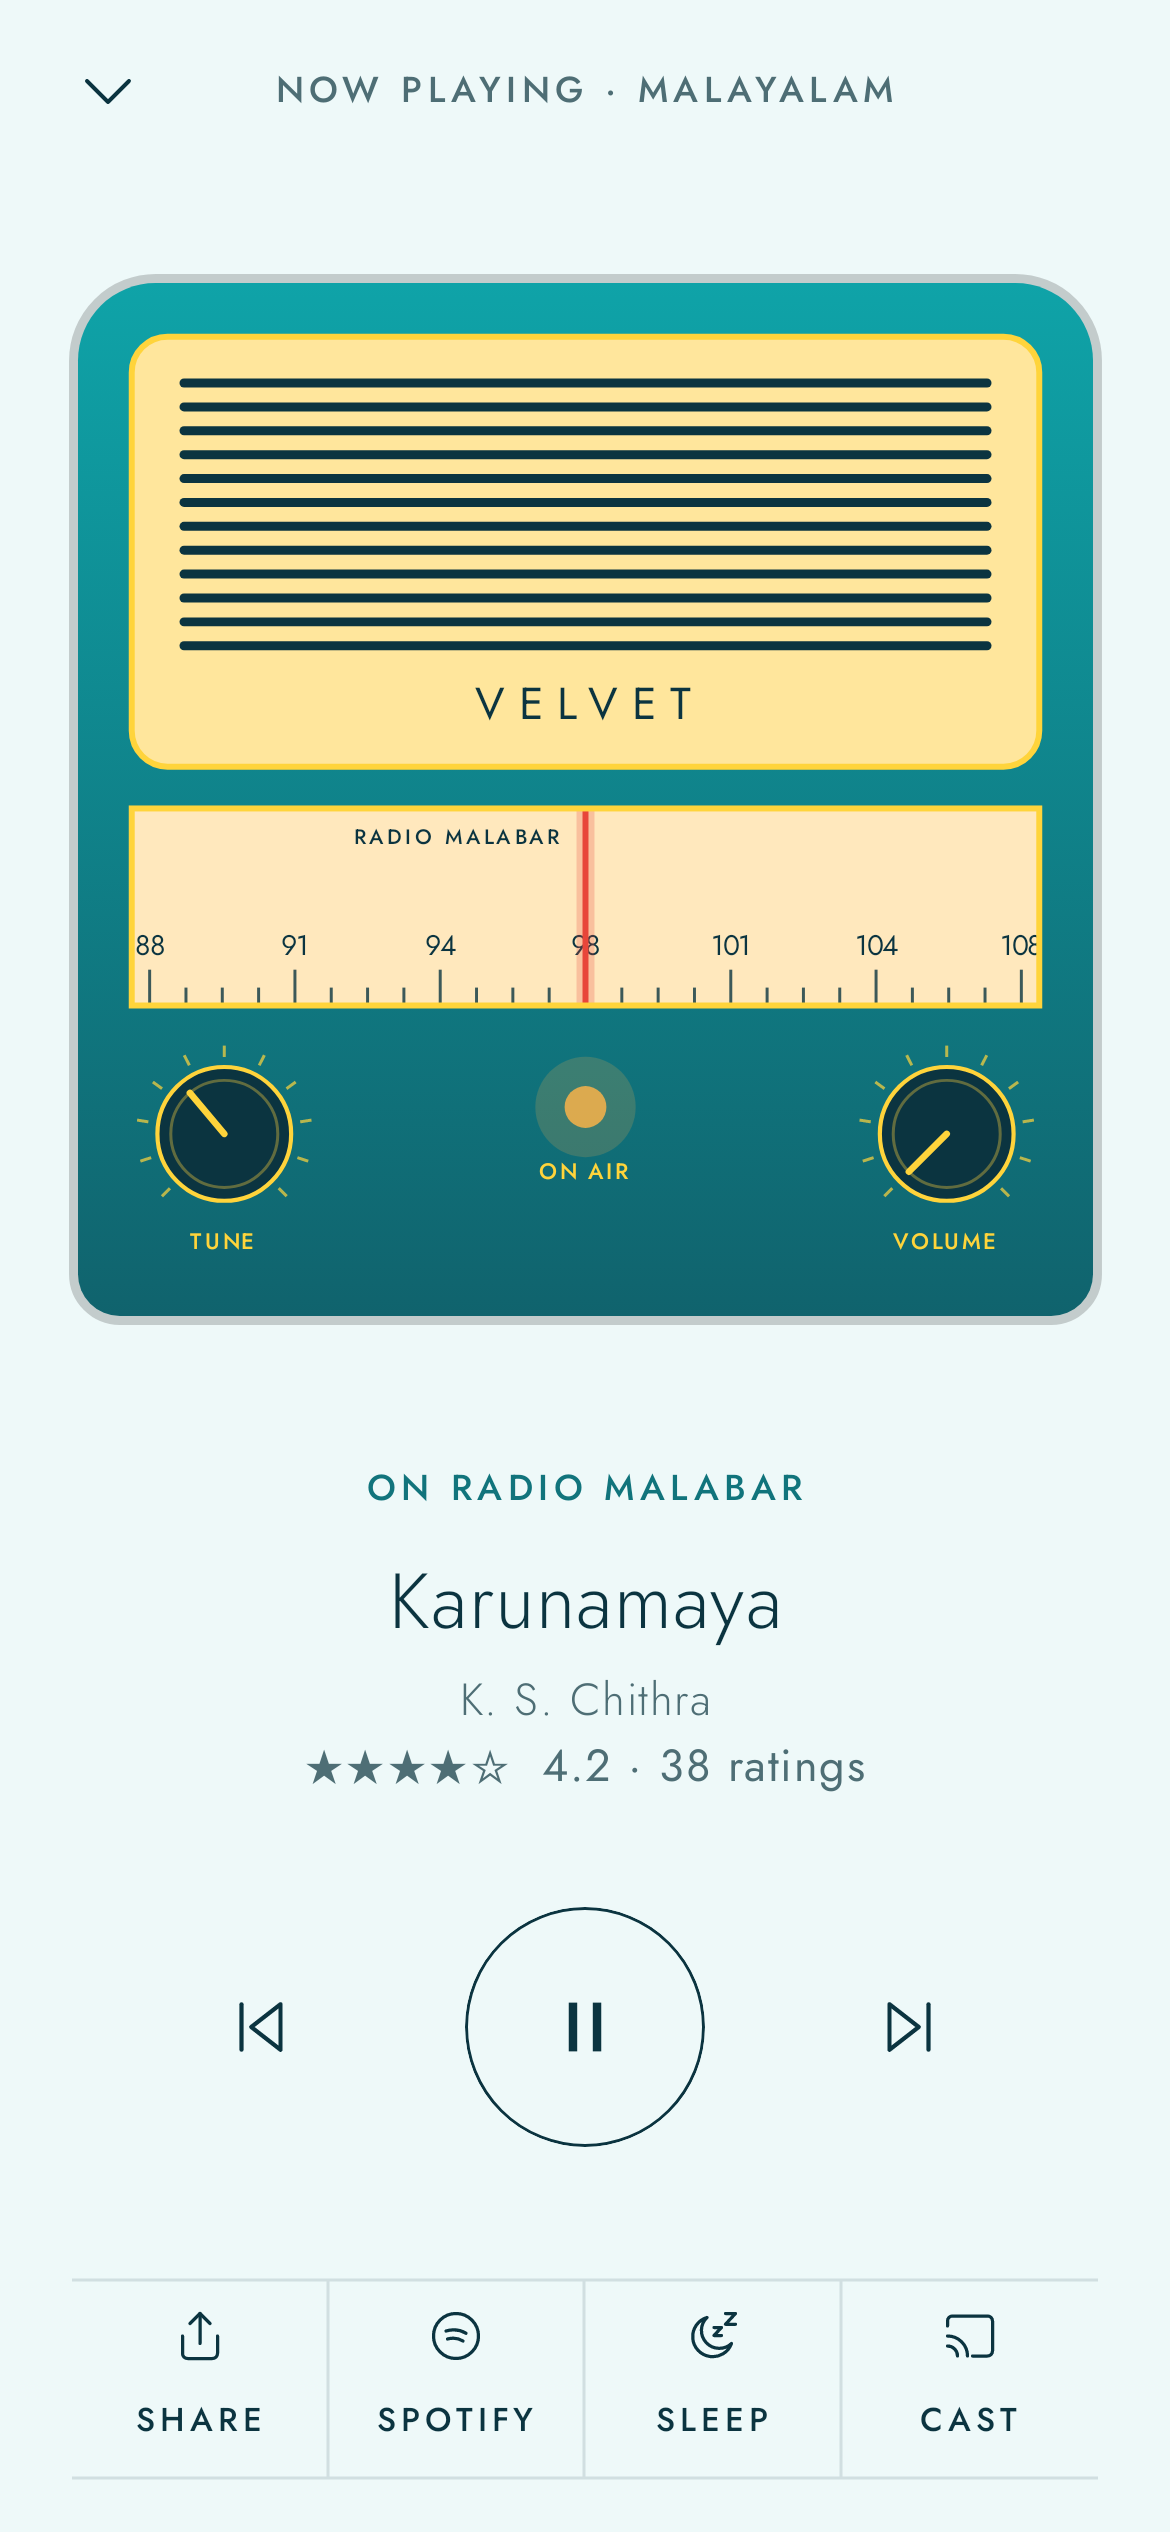 NOW PLAYING · MALAYALAM
VELVET
RADIO MALABAR
88 91 94 98 101 104 108
ON AIR
TUNE VOLUME
ON RADIO MALABAR
Karunamaya
K. S. Chithra
★★★★☆ 4.2 · 38 ratings
SHARE SPOTIFY SLEEP CAST